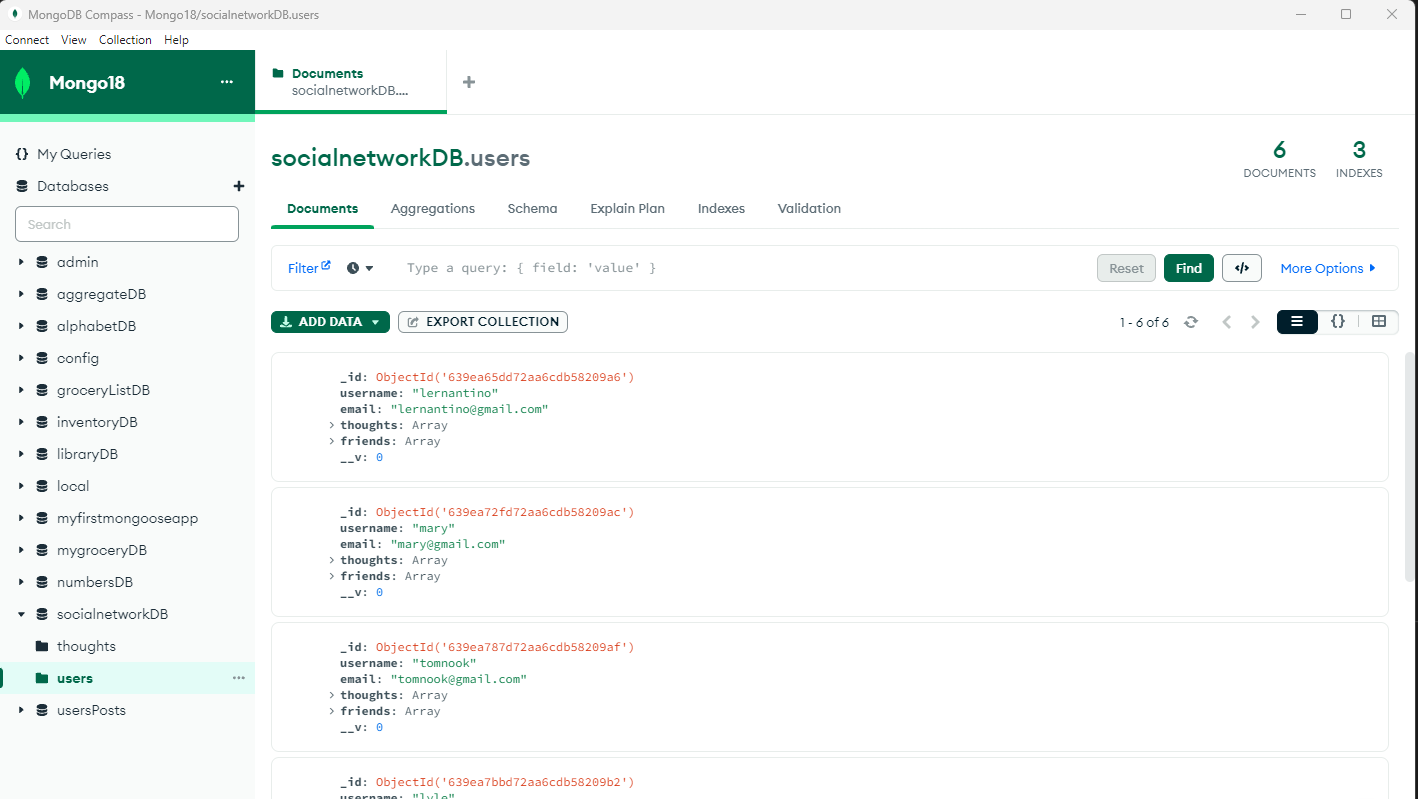 MongoDB Compass - Mongo18/socialnetworkDB.users
Connect View Collection Help
Mongo18
My Queries
Databases
Search
admin
aggregateDB
alphabetDB
config
groceryListDB
inventoryDB
libraryDB
local
myfirstmongooseapp
mygroceryDB
numbersDB
socialnetworkDB
thoughts
users
usersPosts
Documents
socialnetworkDB....
socialnetworkDB.users
6
DOCUMENTS
3
INDEXES
Documents Aggregations Schema Explain Plan Indexes Validation
Filter Type a query: { field: 'value' } Reset Find </> More Options
ADD DATA EXPORT COLLECTION 1 - 6 of 6 {}
_id: ObjectId('639ea65dd72aa6cdb58209a6')
username: "lernantino"
email: "lernantino@gmail.com"
> thoughts: Array
> friends: Array
__v: 0
_id: ObjectId('639ea72fd72aa6cdb58209ac')
username: "mary"
email: "mary@gmail.com"
> thoughts: Array
> friends: Array
__v: 0
_id: ObjectId('639ea787d72aa6cdb58209af')
username: "tomnook"
email: "tomnook@gmail.com"
> thoughts: Array
> friends: Array
__v: 0
_id: ObjectId('639ea7bbd72aa6cdb58209b2')
username: "lyle"